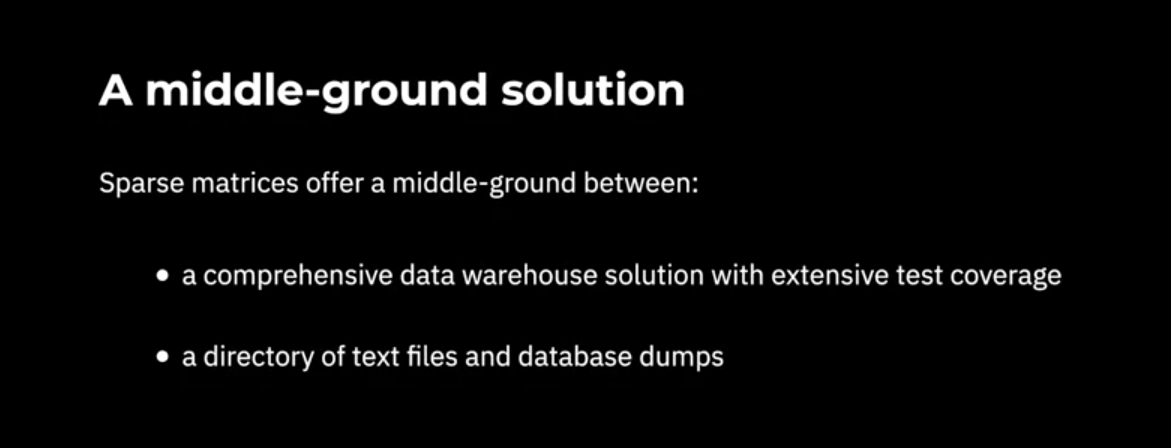 A middle-ground solution
Sparse matrices offer a middle-ground between:
• a comprehensive data warehouse solution with extensive test coverage
• a directory of text files and database dumps